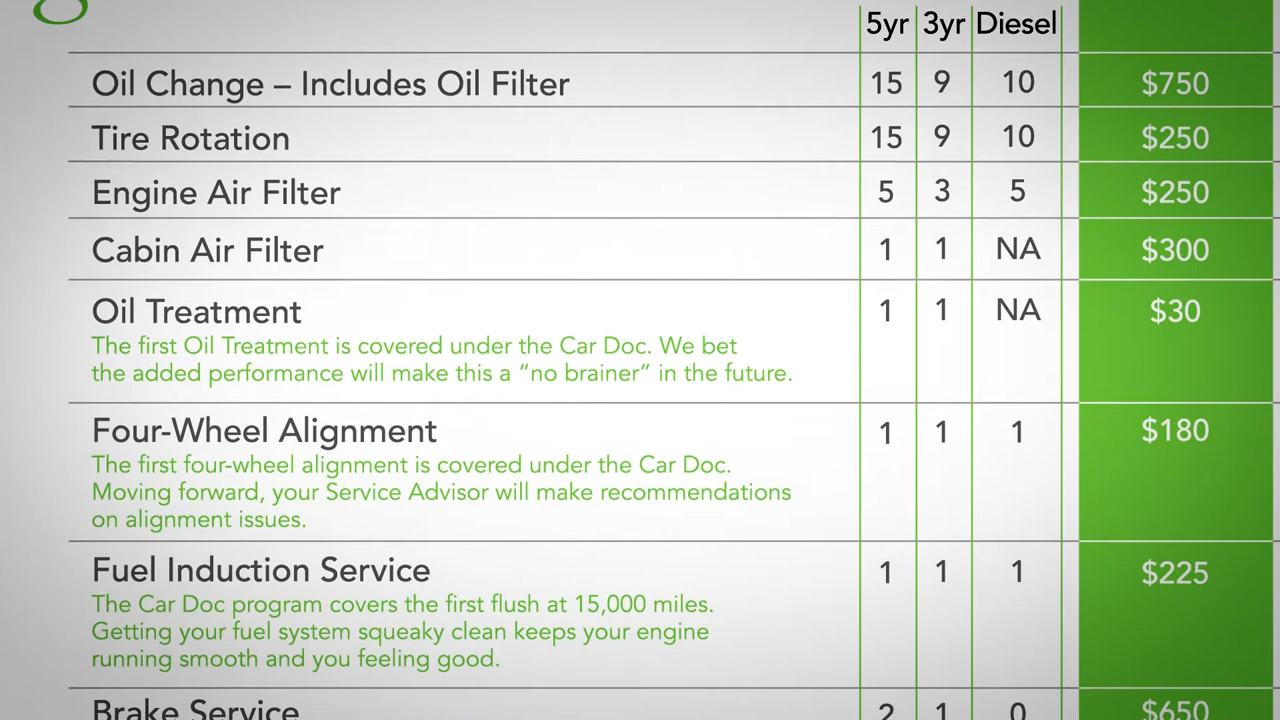 5yr 3yr Diesel
Oil Change – Includes Oil Filter 15 9 10 $750
Tire Rotation 15 9 10 $250
Engine Air Filter 5 3 5 $250
Cabin Air Filter 1 1 NA $300
Oil Treatment 1 1 NA $30
The first Oil Treatment is covered under the Car Doc. We bet
the added performance will make this a “no brainer” in the future.
Four-Wheel Alignment 1 1 1 $180
The first four-wheel alignment is covered under the Car Doc.
Moving forward, your Service Advisor will make recommendations
on alignment issues.
Fuel Induction Service 1 1 1 $225
The Car Doc program covers the first flush at 15,000 miles.
Getting your fuel system squeaky clean keeps your engine
running smooth and you feeling good.
Brake Service 2 1 0 $650